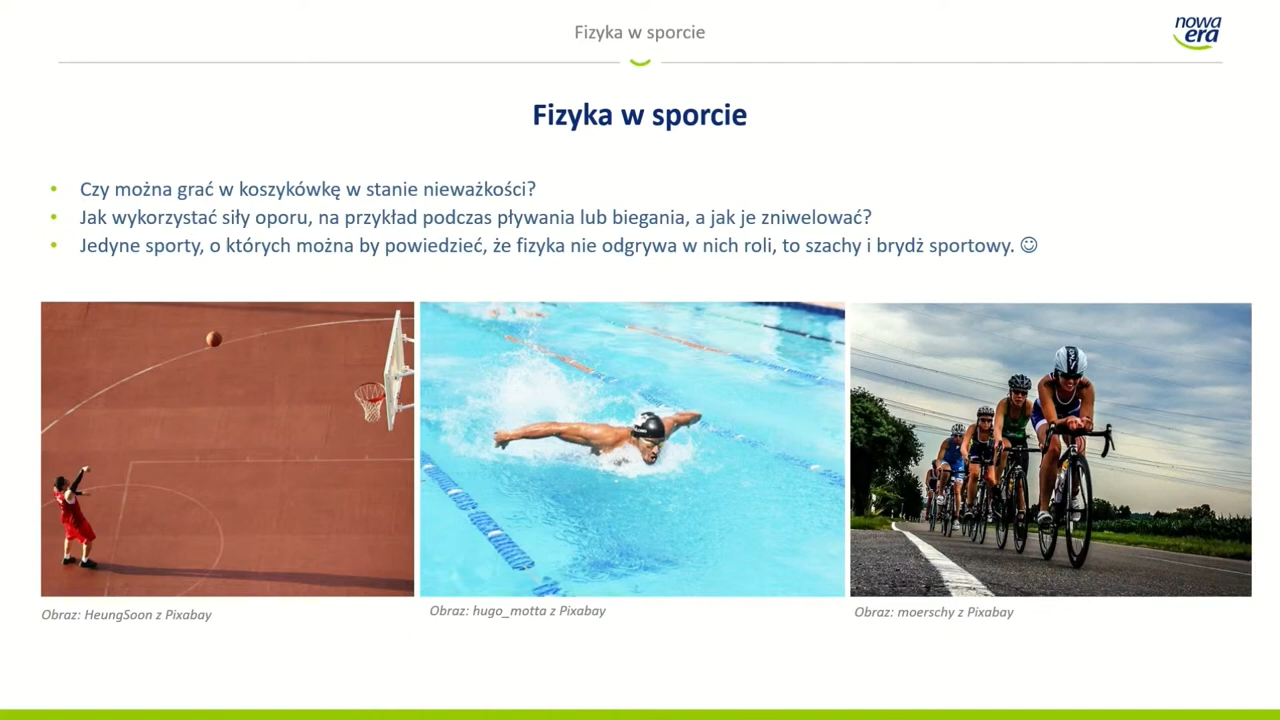 Fizyka w sporcie
nowa
era
Fizyka w sporcie
• Czy można grać w koszykówkę w stanie nieważkości?
• Jak wykorzystać siły oporu, na przykład podczas pływania lub biegania, a jak je zniwelować?
• Jedyne sporty, o których można by powiedzieć, że fizyka nie odgrywa w nich roli, to szachy i brydż sportowy. ☺
Obraz: HeungSoon z Pixabay
Obraz: hugo_motta z Pixabay
Obraz: moerschy z Pixabay